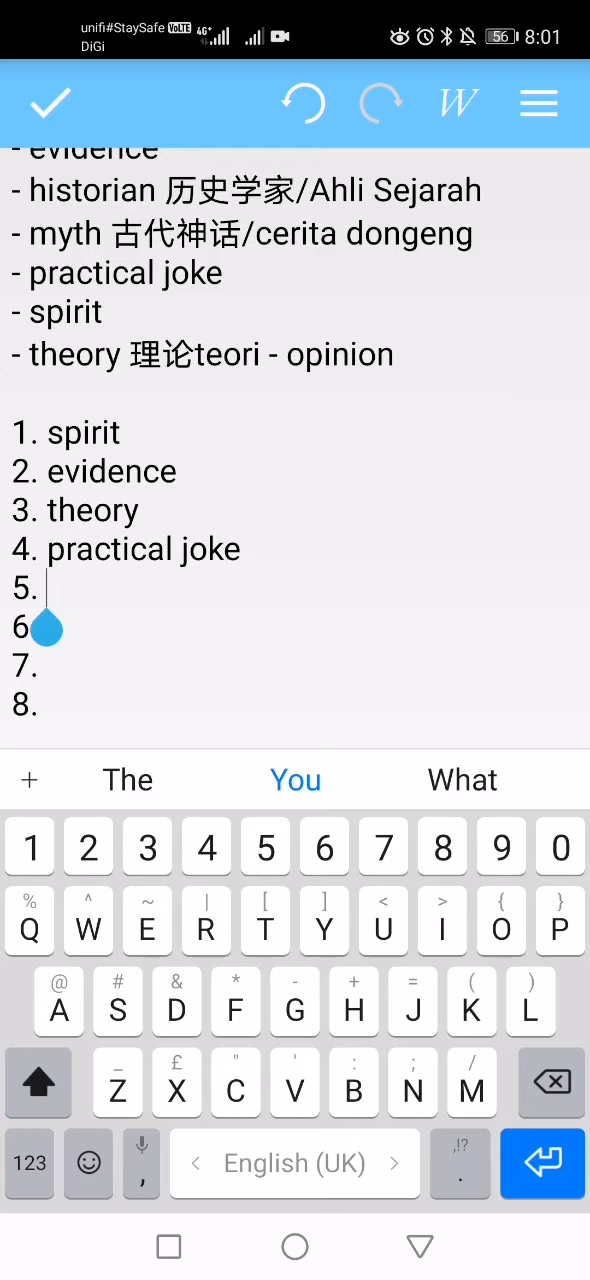 unifi#StaySafe VoLTE 4G+
DiGi
56 8:01
W
- evidence
- historian 历史学家/Ahli Sejarah
- myth 古代神话/cerita dongeng
- practical joke
- spirit
- theory 理论teori - opinion
1. spirit
2. evidence
3. theory
4. practical joke
5.
6
7.
8.
+ The You What
1 2 3 4 5 6 7 8 9 0
% ^ ~ | [ ] < > { }
Q W E R T Y U I O P
@ # & * - + = ( )
A S D F G H J K L
_ £ " ' : ; /
Z X C V B N M
123 , < English (UK) > ,!? .